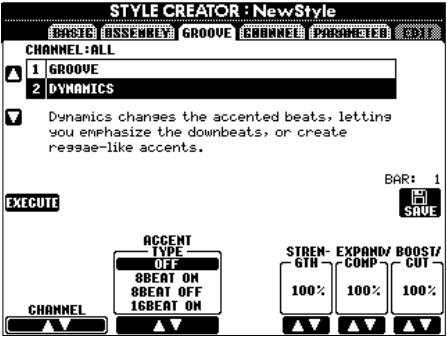 STYLE CREATOR : NewStyle
BASIC ASSEMBLY GROOVE CHANNEL PARAMETER EDIT
CHANNEL:ALL
1 GROOVE
2 DYNAMICS
Dynamics changes the accented beats, letting
you emphasize the downbeats, or create
reggae-like accents.
BAR: 1
EXECUTE
SAVE
ACCENT
TYPE
OFF
8BEAT ON
8BEAT OFF
16BEAT ON
STREN-
GTH
100%
EXPAND/
COMP
100%
BOOST/
CUT
100%
CHANNEL